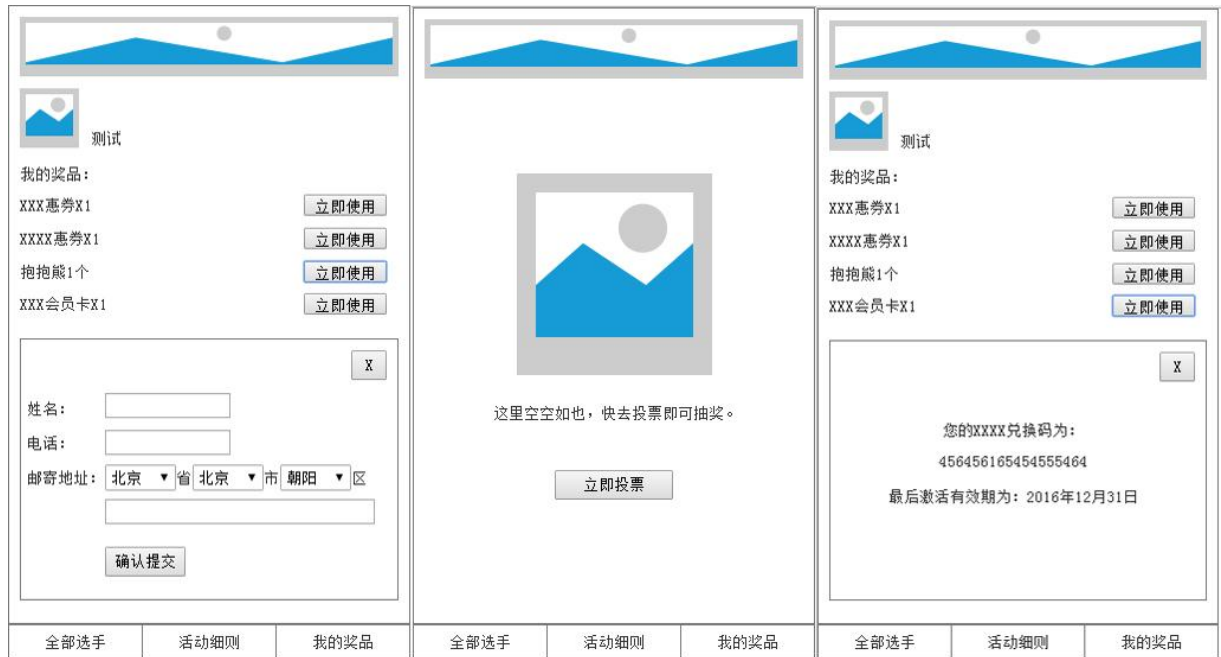 测试
我的奖品：
XXX惠券X1
立即使用
XXXX惠券X1
立即使用
抱抱熊1个
立即使用
XXX会员卡X1
立即使用
X
姓名：
电话：
邮寄地址： 北京 省 北京 市 朝阳 区
确认提交
全部选手 活动细则 我的奖品
这里空空如也，快去投票即可抽奖。
立即投票
全部选手 活动细则 我的奖品
测试
我的奖品：
XXX惠券X1
立即使用
XXXX惠券X1
立即使用
抱抱熊1个
立即使用
XXX会员卡X1
立即使用
X
您的XXXX兑换码为：
456456165454555464
最后激活有效期为：2016年12月31日
全部选手 活动细则 我的奖品